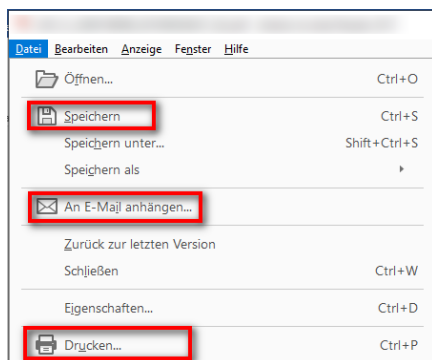 Datei Bearbeiten Anzeige Fenster Hilfe
Öffnen... Ctrl+O
Speichern Ctrl+S
Speichern unter... Shift+Ctrl+S
Speichern als
An E-Mail anhängen...
Zurück zur letzten Version
Schließen Ctrl+W
Eigenschaften... Ctrl+D
Drucken... Ctrl+P